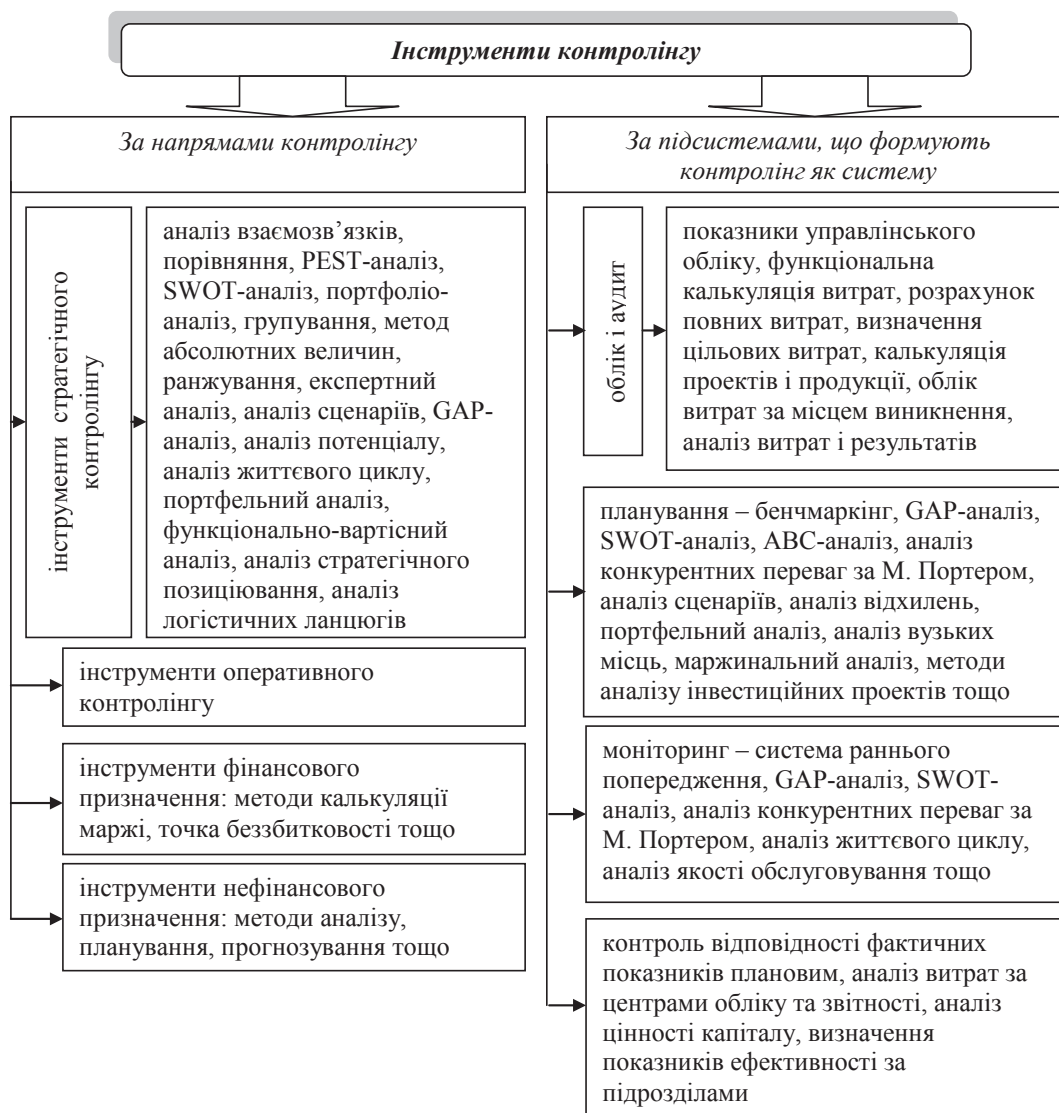 Інструменти контролінгу
За напрямами контролінгу
інструменти стратегічного
контролінгу
аналіз взаємозв’язків,
порівняння, PEST-аналіз,
SWOT-аналіз, портфоліо-
аналіз, групування, метод
абсолютних величин,
ранжування, експертний
аналіз, аналіз сценаріїв, GAP-
аналіз, аналіз потенціалу,
аналіз життєвого циклу,
портфельний аналіз,
функціонально-вартісний
аналіз, аналіз стратегічного
позиціювання, аналіз
логістичних ланцюгів
інструменти оперативного
контролінгу
інструменти фінансового
призначення: методи калькуляції
маржі, точка беззбитковості тощо
інструменти нефінансового
призначення: методи аналізу,
планування, прогнозування тощо
За підсистемами, що формують
контролінг як систему
облік і аудит
показники управлінського
обліку, функціональна
калькуляція витрат, розрахунок
повних витрат, визначення
цільових витрат, калькуляція
проектів і продукції, облік
витрат за місцем виникнення,
аналіз витрат і результатів
планування – бенчмаркінг, GAP-аналіз,
SWOT-аналіз, ABC-аналіз, аналіз
конкурентних переваг за М. Портером,
аналіз сценаріїв, аналіз відхилень,
портфельний аналіз, аналіз вузьких
місць, маржинальний аналіз, методи
аналізу інвестиційних проектів тощо
моніторинг – система раннього
попередження, GAP-аналіз, SWOT-
аналіз, аналіз конкурентних переваг за
М. Портером, аналіз життєвого циклу,
аналіз якості обслуговування тощо
контроль відповідності фактичних
показників плановим, аналіз витрат за
центрами обліку та звітності, аналіз
цінності капіталу, визначення
показників ефективності за
підрозділами